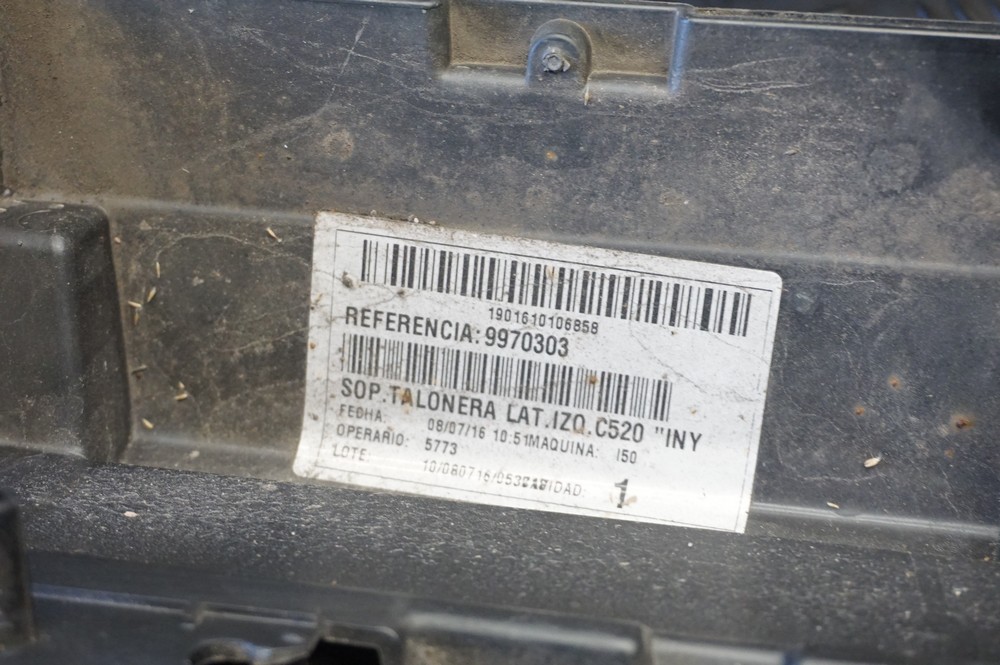 1901610106858
REFERENCIA: 9970303
SOP.TALONERA LAT.IZQ.C520 "INY
FECHA: 08/07/16 10:51 MAQUINA: I50
OPERARIO: 5773
LOTE: 1